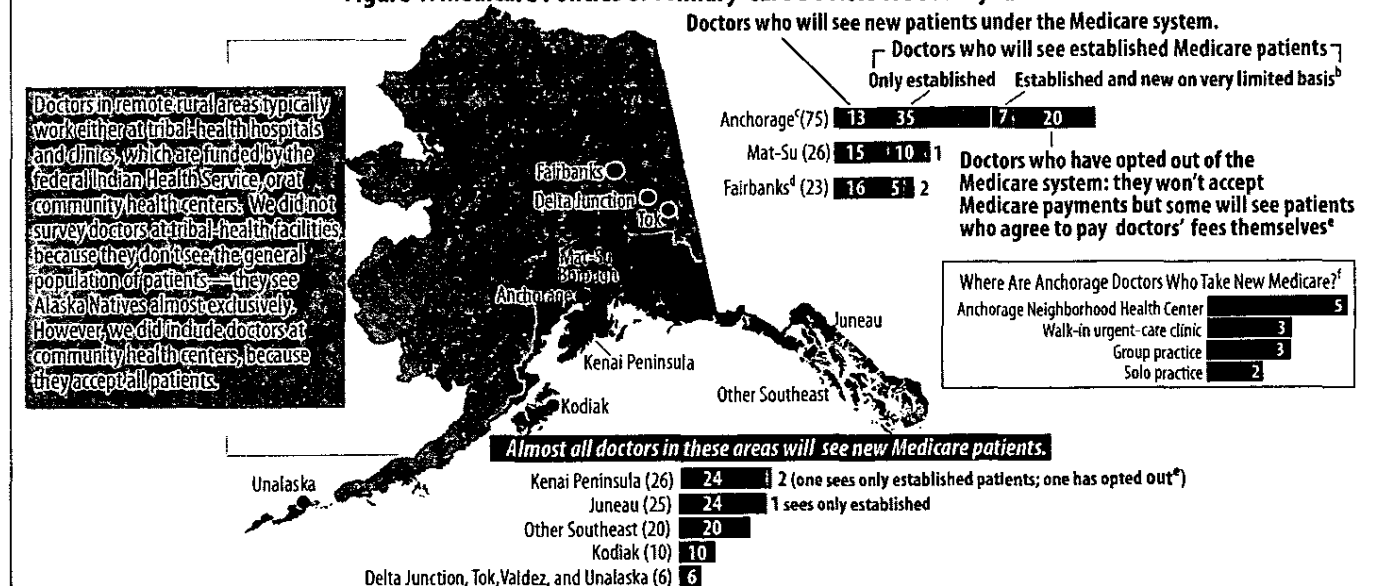 Doctors who will see new patients under the Medicare system.
Doctors who will see established Medicare patients
Only established Established and new on very limited basisᵇ
Anchorageᶜ(75) 13 35 7 20
Mat-Su (26) 15 10 1
Fairbanksᵈ (23) 16 5 2
Doctors who have opted out of the
Medicare system: they won't accept
Medicare payments but some will see patients
who agree to pay doctors' fees themselvesᵉ
Doctors in remote rural areas typically
work either at tribal-health hospitals
and clinics, which are funded by the
federal Indian Health Service, or at
community health centers. We did not
survey doctors at tribal-health facilities,
because they don't see the general
population of patients—they see
Alaska Natives almost exclusively.
However, we did include doctors at
community health centers, because
they accept all patients.
Fairbanks
Delta Junction
Tok
Mat-Su
Borough
Anchorage
Kenai Peninsula
Kodiak
Unalaska
Juneau
Other Southeast
Where Are Anchorage Doctors Who Take New Medicare?ᶠ
Anchorage Neighborhood Health Center 5
Walk-in urgent-care clinic 3
Group practice 3
Solo practice 2
Almost all doctors in these areas will see new Medicare patients.
Kenai Peninsula (26) 24 2 (one sees only established patients; one has opted outᵉ)
Juneau (25) 24 1 sees only established
Other Southeast (20) 20
Kodiak (10) 10
Delta Junction, Tok, Valdez, and Unalaska (6) 6